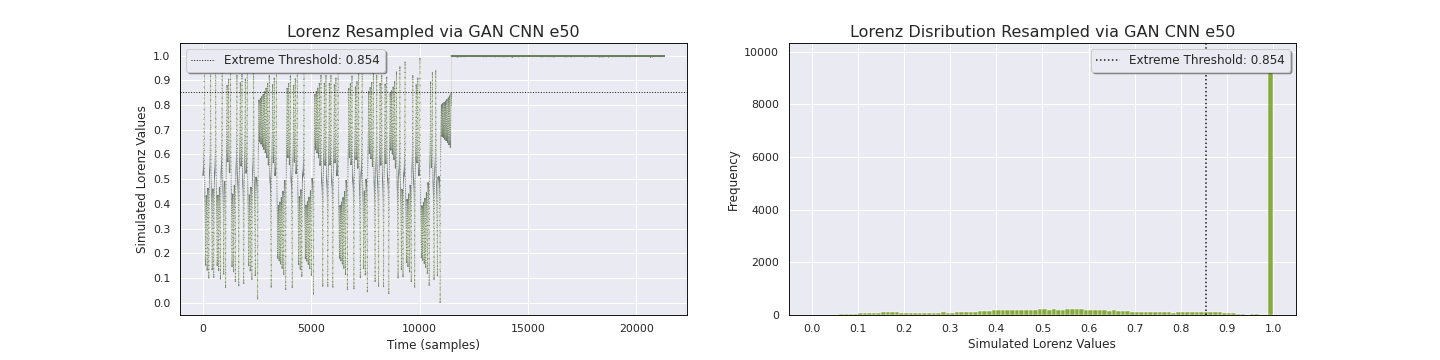 Lorenz Resampled via GAN CNN e50
Extreme Threshold: 0.854
Simulated Lorenz Values
1.0
0.9
0.8
0.7
0.6
0.5
0.4
0.3
0.2
0.1
0.0
0 5000 10000 15000 20000
Time (samples)
Lorenz Disribution Resampled via GAN CNN e50
Extreme Threshold: 0.854
Frequency
10000
8000
6000
4000
2000
0
0.0 0.1 0.2 0.3 0.4 0.5 0.6 0.7 0.8 0.9 1.0
Simulated Lorenz Values